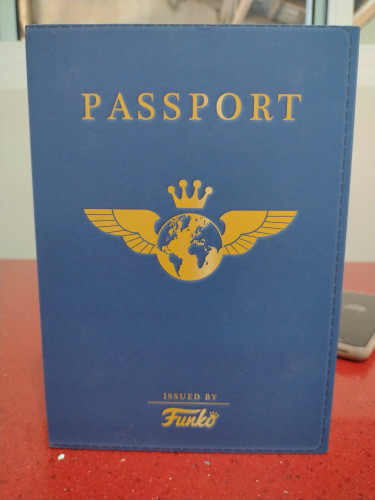 PASSPORT
ISSUED BY
Funko